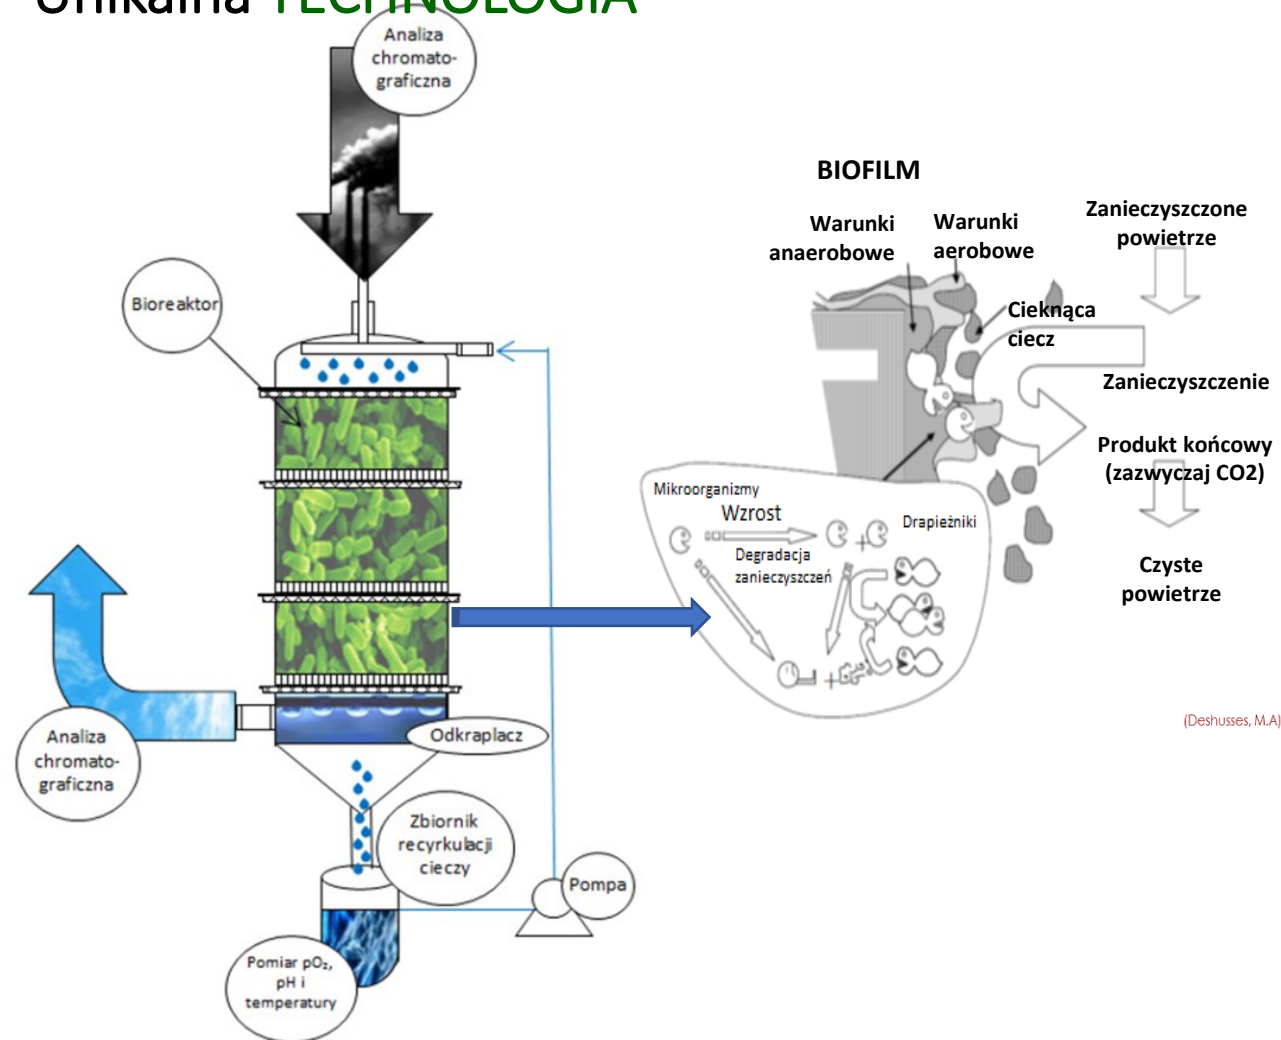 Unikalna TECHNOLOGIA
Analiza
chromato-
graficzna
Bioreaktor
Analiza
chromato-
graficzna
Odkraplacz
Zbiornik
recyrkulacji
cieczy
Pompa
Pomiar pO₂,
pH i
temperatury
BIOFILM
Warunki
anaerobowe
Warunki
aerobowe
Zanieczyszczone
powietrze
Cieknąca
ciecz
Zanieczyszczenie
Produkt końcowy
(zazwyczaj CO2)
Czyste
powietrze
Mikroorganizmy
Wzrost
Drapieżniki
Degradacja
zanieczyszczeń
+
+
(Deshusses, M.A)